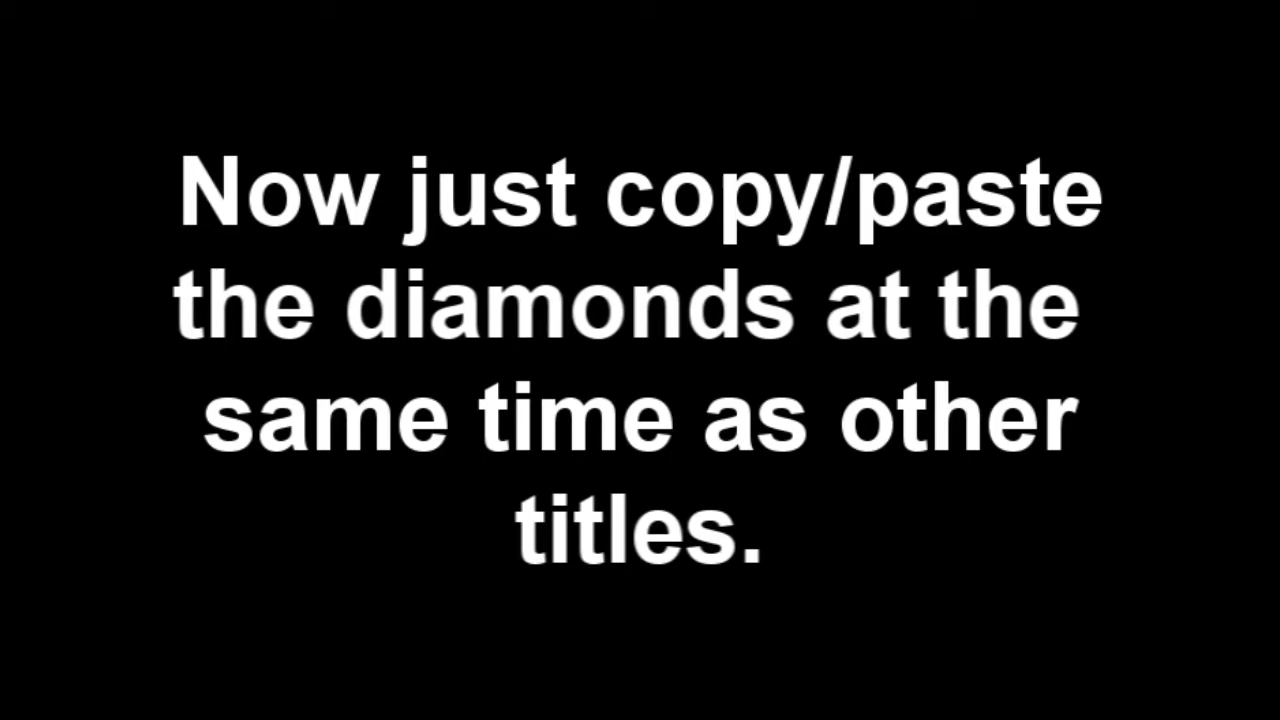 Now just copy/paste
the diamonds at the
same time as other
titles.